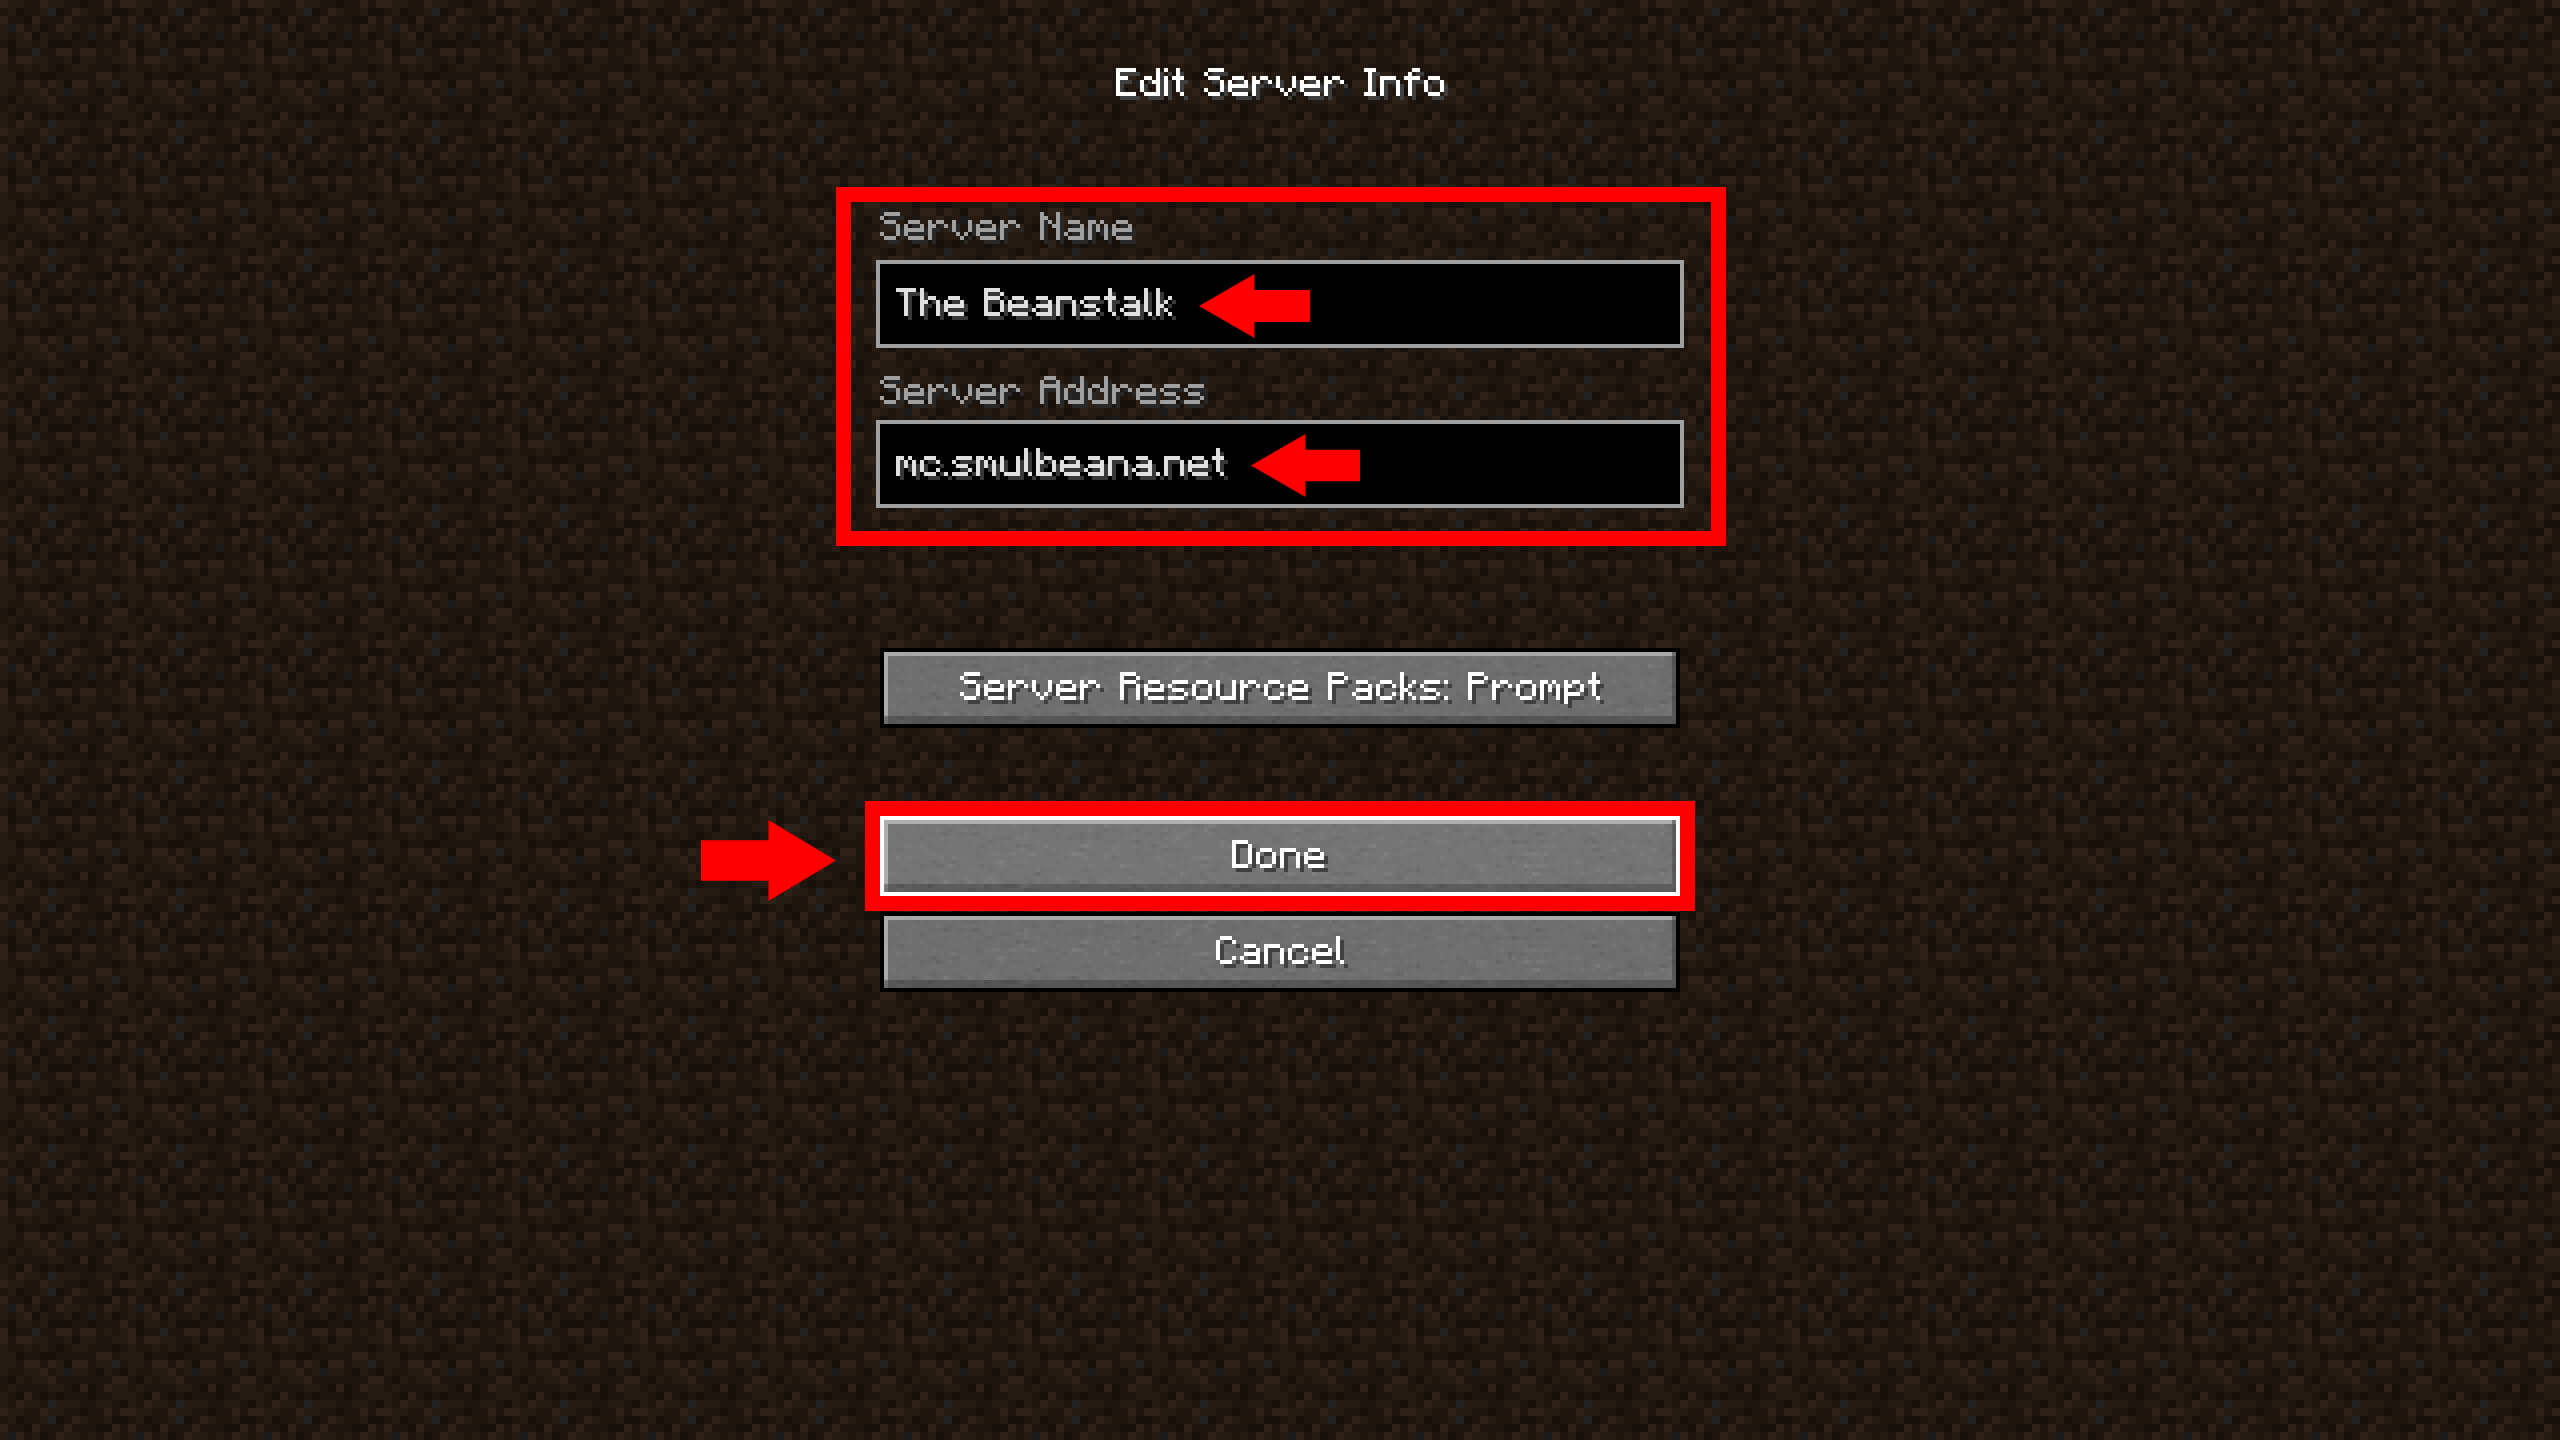 Edit Server Info
Server Name
The Beanstalk
Server Address
mc.smulbeana.net
Server Resource Packs: Prompt
Done
Cancel